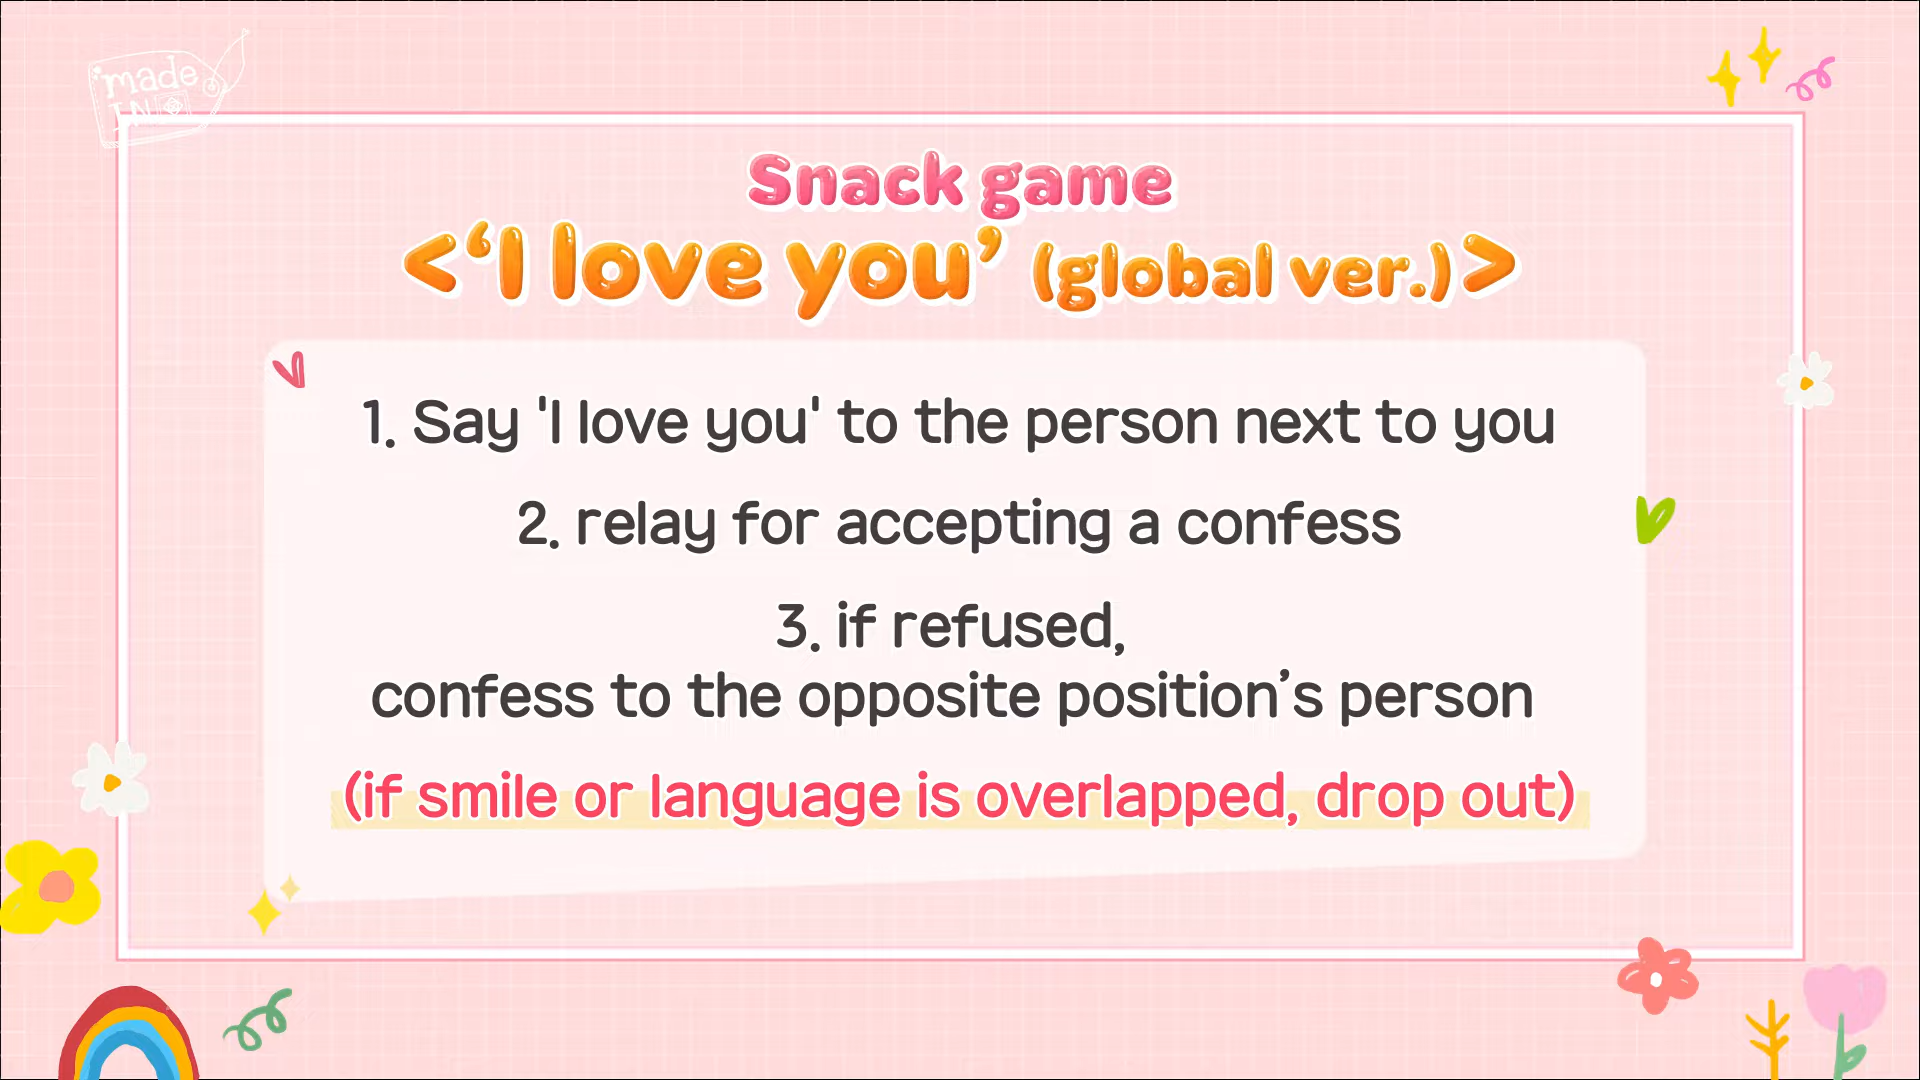 made
IN
Snack game
<‘I love you’ (global ver.)>
1. Say 'I love you' to the person next to you
2. relay for accepting a confess
3. if refused,
confess to the opposite position’s person
(if smile or language is overlapped, drop out)